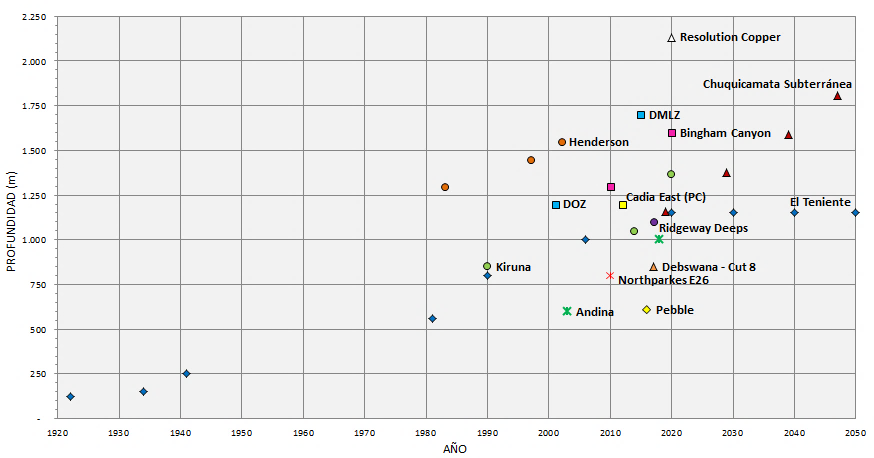 2.250
Resolution Copper
2.000
Chuquicamata Subterránea
1.750
DMLZ
Bingham Canyon
Henderson
1.500
PROFUNDIDAD (m)
1.250
DOZ
Cadia East (PC)
El Teniente
Ridgeway Deeps
1.000
Kiruna
Debswana - Cut 8
Northparkes E26
750
Andina
Pebble
500
250
-
1920 1930 1940 1950 1960 1970 1980 1990 2000 2010 2020 2030 2040 2050
AÑO